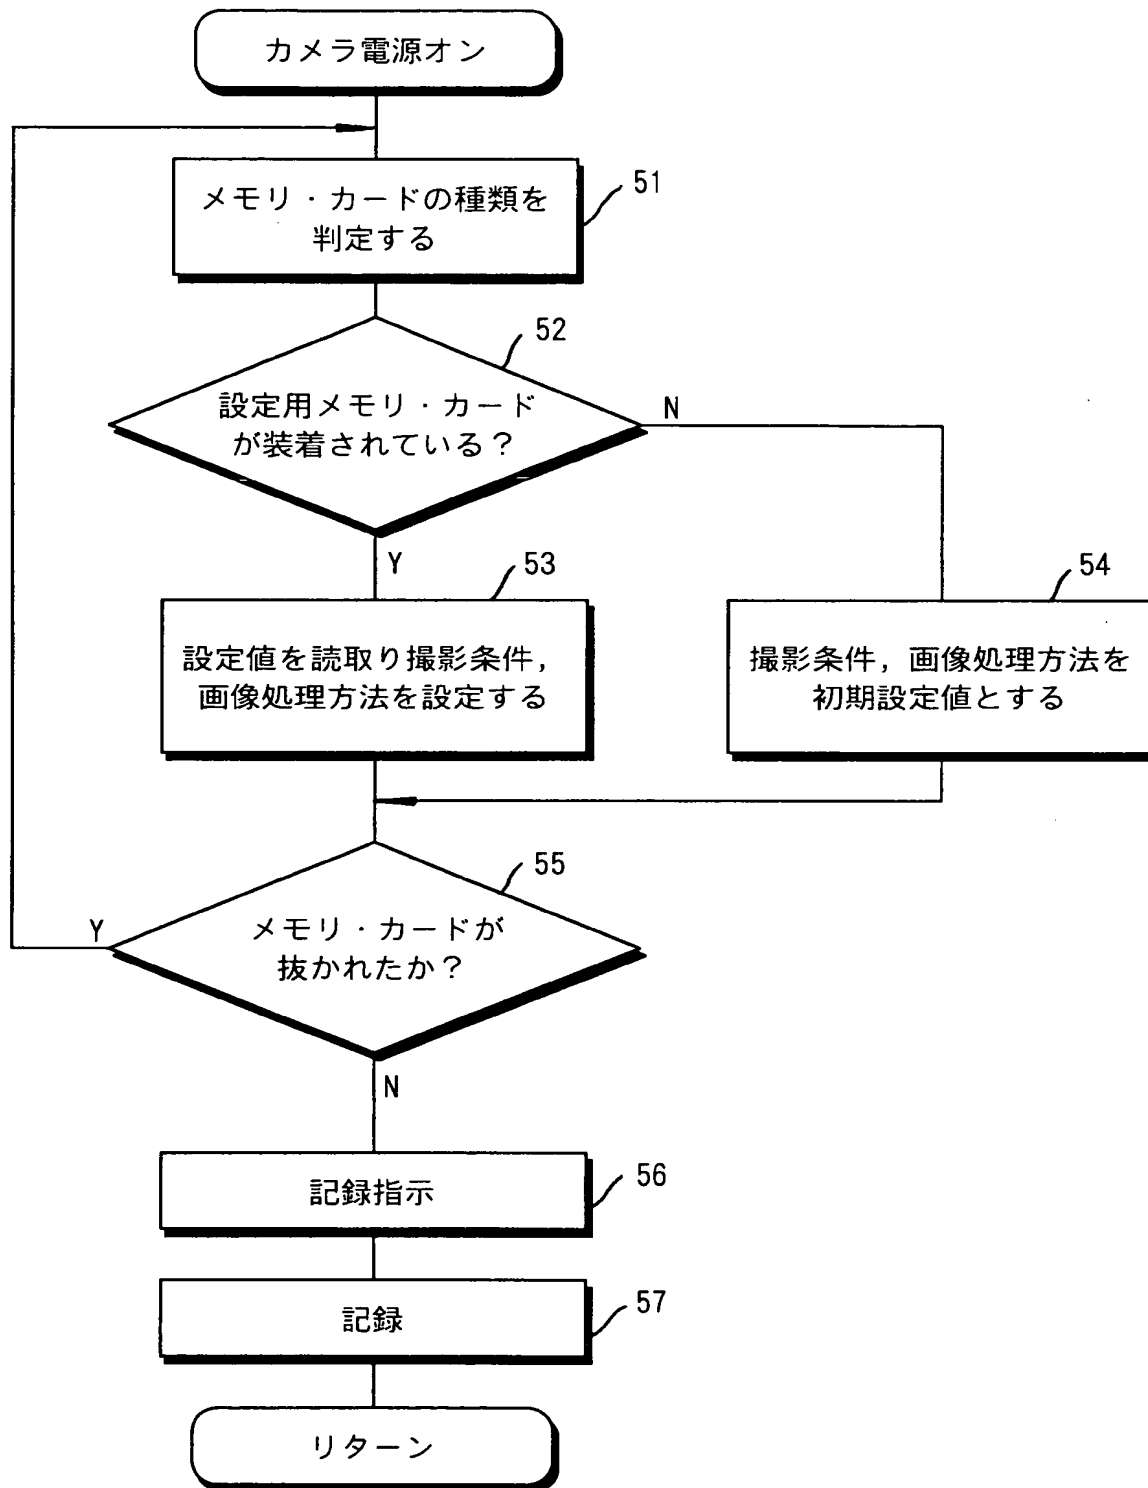 カメラ電源オン
メモリ・カードの種類を
判定する
51
52
設定用メモリ・カード
が装着されている?
N
Y
53
設定値を読取り撮影条件,
画像処理方法を設定する
54
撮影条件,画像処理方法を
初期設定値とする
55
メモリ・カードが
抜かれたか?
Y
N
記録指示
56
記録
57
リターン